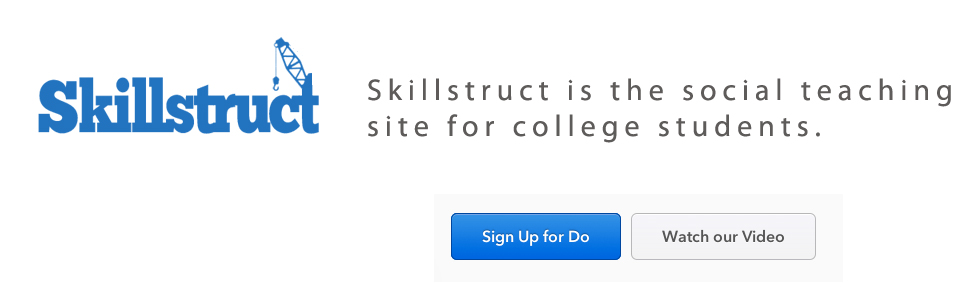 Skillstruct
Skillstruct is the social teaching
site for college students.
Sign Up for Do
Watch our Video